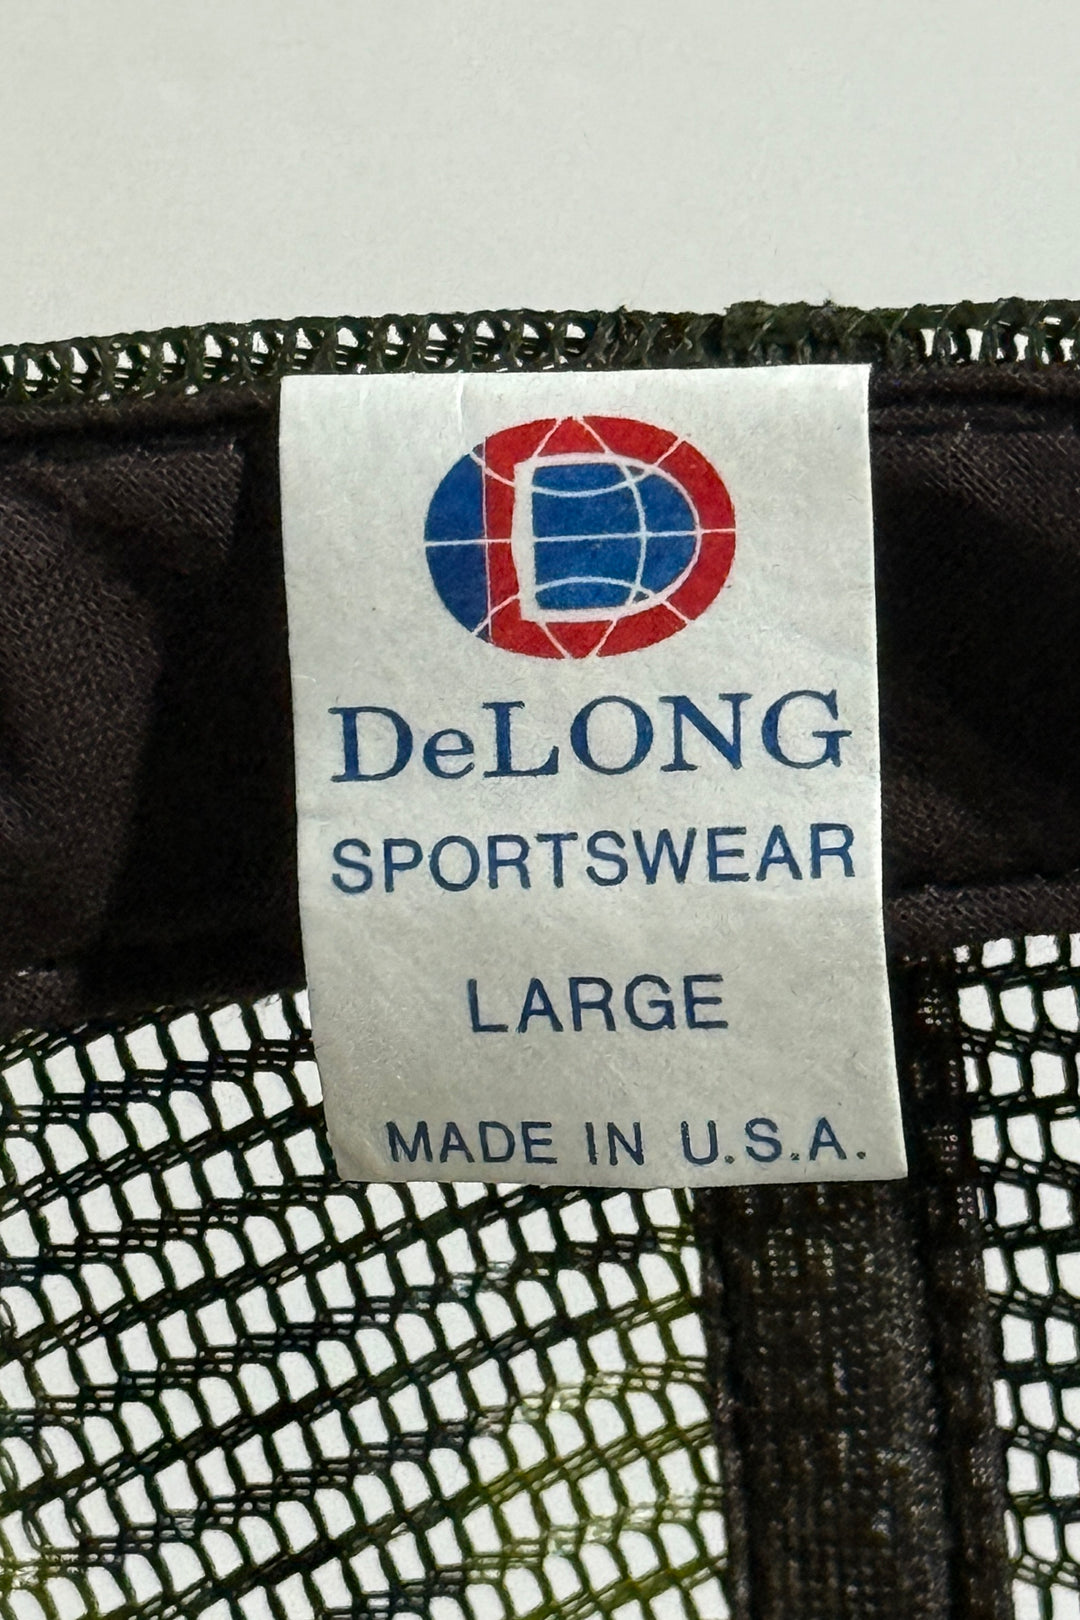 D
DeLONG
SPORTSWEAR
LARGE
MADE IN U.S.A.